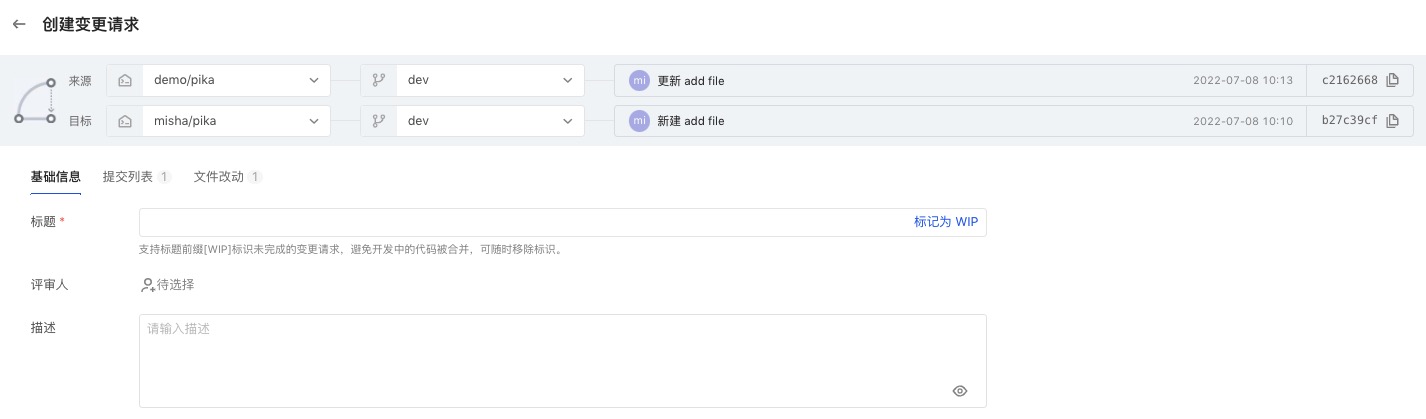 创建变更请求
来源 demo/pika dev mi 更新 add file 2022-07-08 10:13 c2162668
目标 misha/pika dev mi 新建 add file 2022-07-08 10:10 b27c39cf
基础信息 提交列表 1 文件改动 1
标题 * 标记为 WIP
支持标题前缀[WIP]标识未完成的变更请求，避免开发中的代码被合并，可随时移除标识。
评审人 待选择
描述 请输入描述